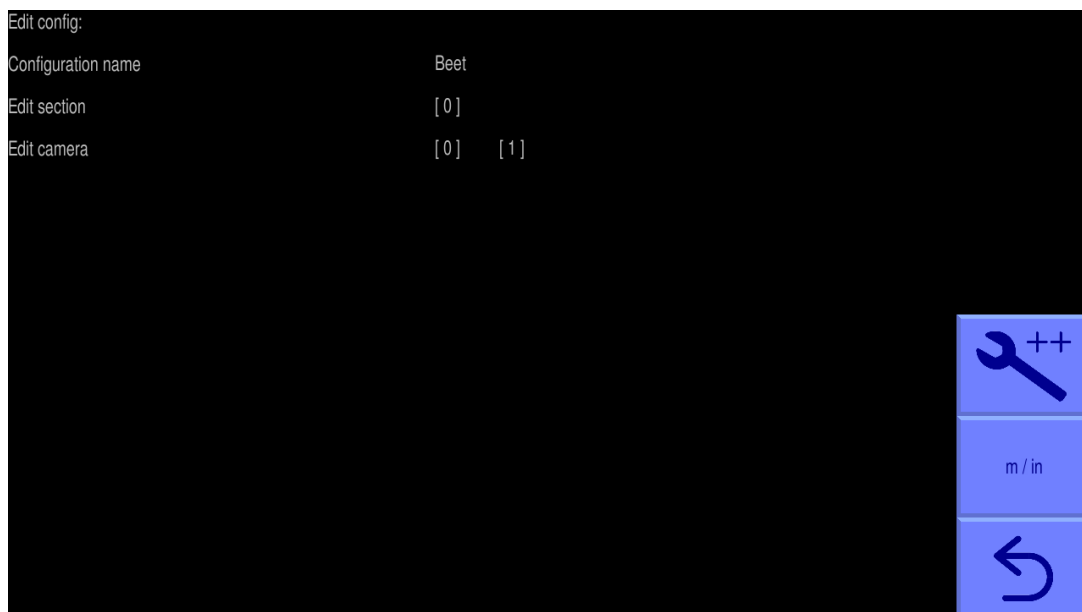 Edit config:
Configuration name Beet
Edit section [ 0 ]
Edit camera [ 0 ] [ 1 ]
++
m / in